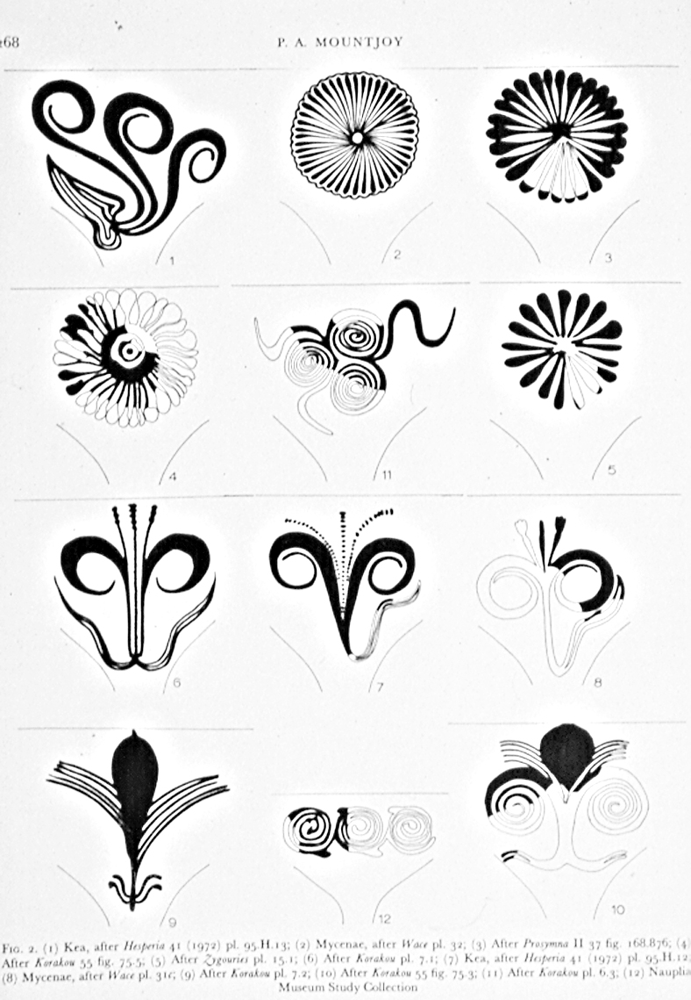 168 P. A. MOUNTJOY
1 2 3
4 11 5
6 7 8
9 12 10
FIG. 2. (1) Kea, after Hesperia 41 (1972) pl. 95.H.13; (2) Mycenae, after Wace pl. 32; (3) After Prosymna II 37 fig. 168.876; (4)
After Korakou 55 fig. 75.5; (5) After Zygouries pl. 15.1; (6) After Korakou pl. 7.1; (7) Kea, after Hesperia 41 (1972) pl. 95.H.12;
(8) Mycenae, after Wace pl. 31c; (9) After Korakou pl. 7.2; (10) After Korakou 55 fig. 75.3; (11) After Korakou pl. 6.3; (12) Nauplia
Museum Study Collection